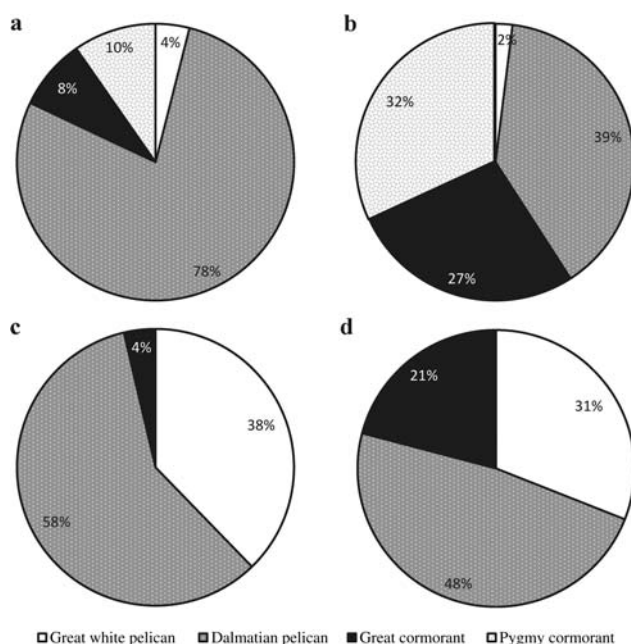 a
b
10%
4%
8%
78%
2%
32%
39%
27%
c
d
4%
38%
58%
21%
31%
48%
Great white pelican Dalmatian pelican Great cormorant Pygmy cormorant